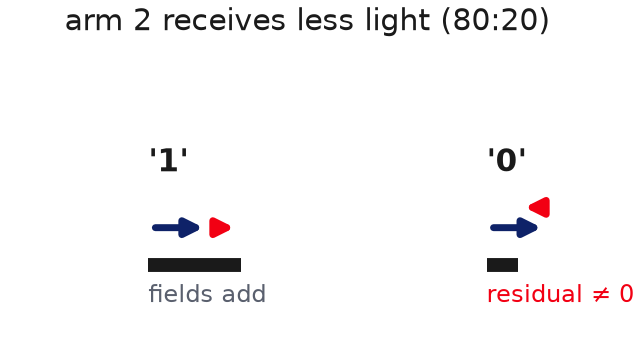 arm 2 receives less light (80:20)
'1'
'0'
fields add
residual ≠ 0